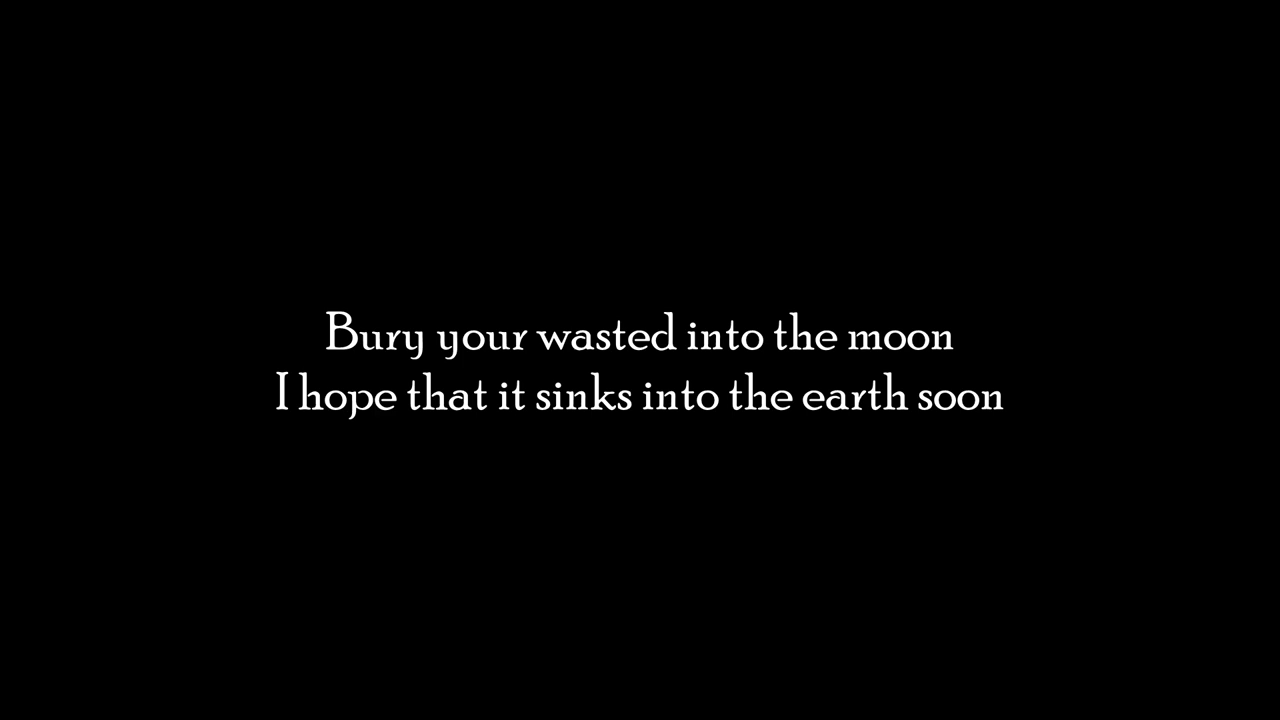 Bury your wasted into the moon
I hope that it sinks into the earth soon